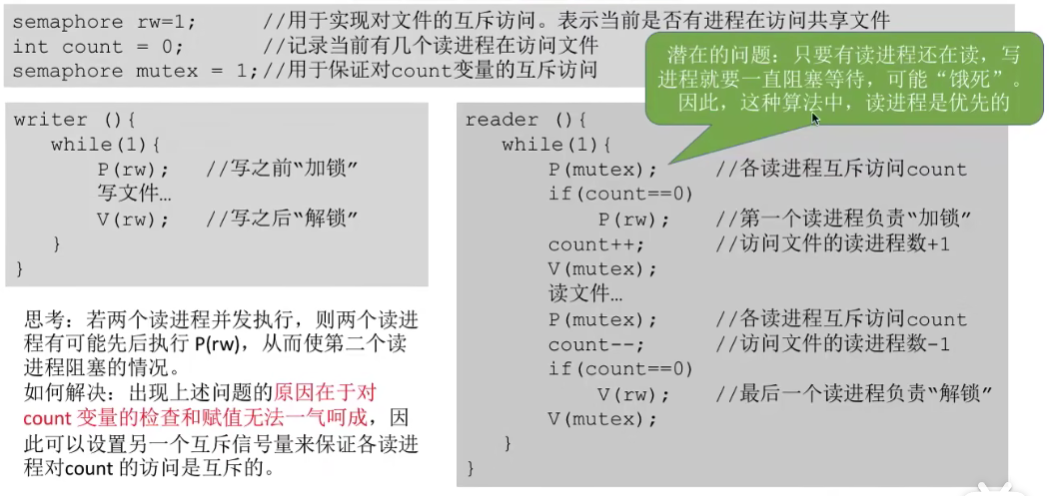 semaphore rw=1;      //用于实现对文件的互斥访问。表示当前是否有进程在访问共享文件
int count = 0;       //记录当前有几个读进程在访问文件
semaphore mutex = 1;//用于保证对count变量的互斥访问
潜在的问题：只要有读进程还在读，写
进程就要一直阻塞等待，可能“饿死”。
因此，这种算法中，读进程是优先的
writer (){
while(1){
P(rw);   //写之前“加锁”
写文件…
V(rw);   //写之后“解锁”
}
}
思考：若两个读进程并发执行，则两个读进
程有可能先后执行 P(rw)，从而使第二个读
进程阻塞的情况。
如何解决：出现上述问题的原因在于对
count 变量的检查和赋值无法一气呵成，因
此可以设置另一个互斥信号量来保证各读进
程对count 的访问是互斥的。
reader (){
while(1){
P(mutex);    //各读进程互斥访问count
if(count==0)
P(rw);   //第一个读进程负责“加锁”
count++;     //访问文件的读进程数+1
V(mutex);
读文件…
P(mutex);    //各读进程互斥访问count
count--;     //访问文件的读进程数-1
if(count==0)
V(rw);   //最后一个读进程负责“解锁”
V(mutex);
}
}